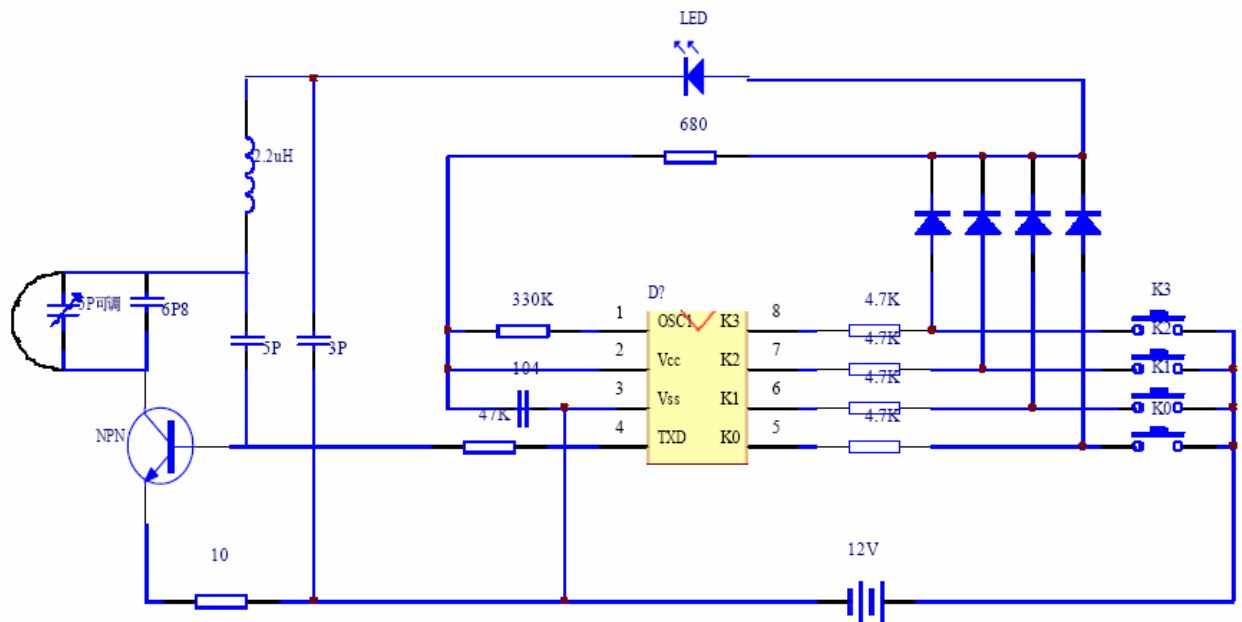 LED
680
2.2uH
5P可调
6P8
5P
3P
330K
D?
4.7K
K3
1
OSC1
K3
8
K2
4.7K
2
Vcc
K2
7
K1
104
4.7K
3
Vss
K1
6
K0
47K
4.7K
4
TXD
K0
5
NPN
10
12V